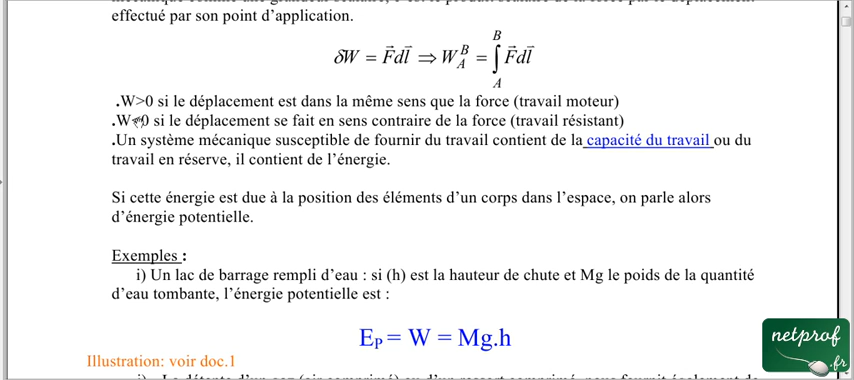 effectué par son point d'application.
δW = F⃗dl⃗ ⇒ W_A^B = ∫_A^B F⃗dl⃗
.W>0 si le déplacement est dans la même sens que la force (travail moteur)
.W<0 si le déplacement se fait en sens contraire de la force (travail résistant)
.Un système mécanique susceptible de fournir du travail contient de la capacité du travail ou du
travail en réserve, il contient de l'énergie.
Si cette énergie est due à la position des éléments d'un corps dans l'espace, on parle alors
d'énergie potentielle.
Exemples :
i) Un lac de barrage rempli d'eau : si (h) est la hauteur de chute et Mg le poids de la quantité
d'eau tombante, l'énergie potentielle est :
E_P = W = Mg.h
Illustration: voir doc.1
netprof
.fr